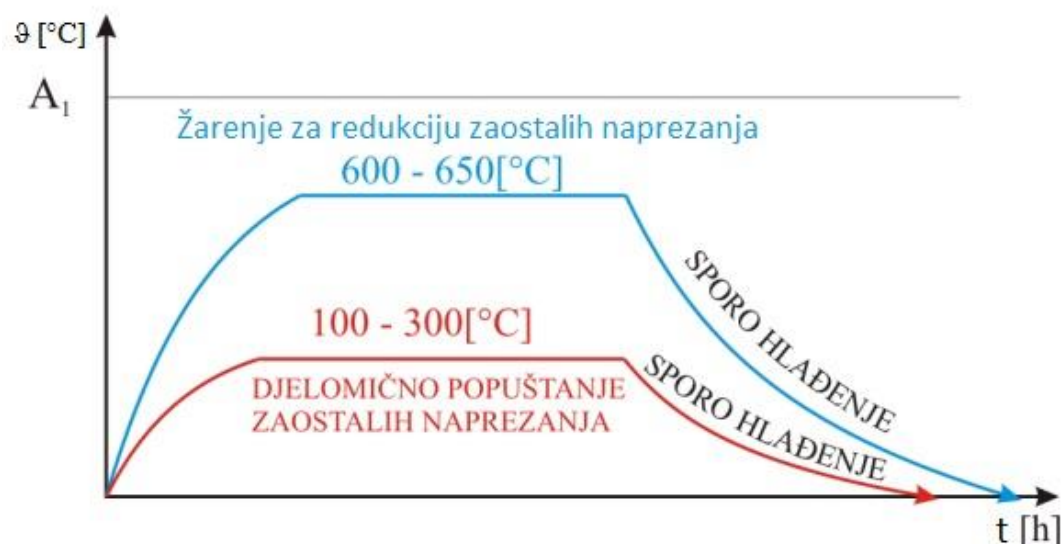 ϑ [°C]
A₁
Žarenje za redukciju zaostalih naprezanja
600 - 650[°C]
SPORO HLAĐENJE
100 - 300[°C]
DJELOMIČNO POPUŠTANJE
ZAOSTALIH NAPREZANJA
SPORO HLAĐENJE
t [h]